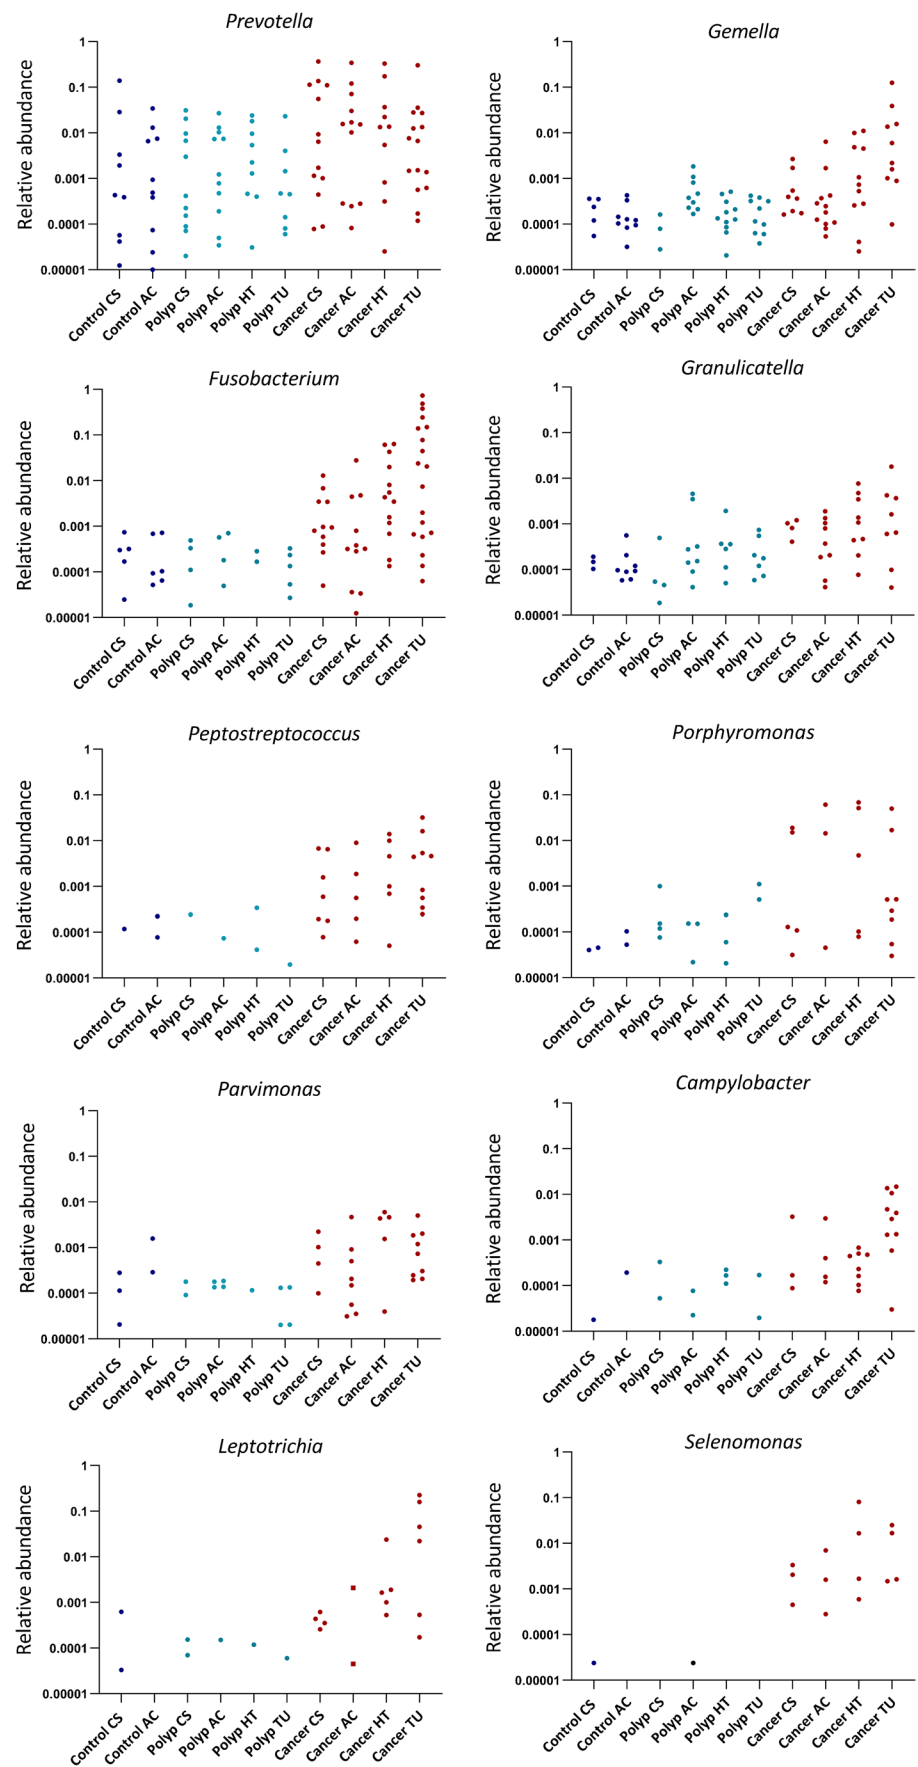 Prevotella
Relative abundance
1
0.1
0.01
0.001
0.0001
0.00001
Control CS
Control AC
Polyp CS
Polyp AC
Polyp HT
Polyp TU
Cancer CS
Cancer AC
Cancer HT
Cancer TU
Gemella
Relative abundance
1
0.1
0.01
0.001
0.0001
0.00001
Control CS
Control AC
Polyp CS
Polyp AC
Polyp HT
Polyp TU
Cancer CS
Cancer AC
Cancer HT
Cancer TU
Fusobacterium
Relative abundance
1
0.1
0.01
0.001
0.0001
0.00001
Control CS
Control AC
Polyp CS
Polyp AC
Polyp HT
Polyp TU
Cancer CS
Cancer AC
Cancer HT
Cancer TU
Granulicatella
Relative abundance
1
0.1
0.01
0.001
0.0001
0.00001
Control CS
Control AC
Polyp CS
Polyp AC
Polyp HT
Polyp TU
Cancer CS
Cancer AC
Cancer HT
Cancer TU
Peptostreptococcus
Relative abundance
1
0.1
0.01
0.001
0.0001
0.00001
Control CS
Control AC
Polyp CS
Polyp AC
Polyp HT
Polyp TU
Cancer CS
Cancer AC
Cancer HT
Cancer TU
Porphyromonas
Relative abundance
1
0.1
0.01
0.001
0.0001
0.00001
Control CS
Control AC
Polyp CS
Polyp AC
Polyp HT
Polyp TU
Cancer CS
Cancer AC
Cancer HT
Cancer TU
Parvimonas
Relative abundance
1
0.1
0.01
0.001
0.0001
0.00001
Control CS
Control AC
Polyp CS
Polyp AC
Polyp HT
Polyp TU
Cancer CS
Cancer AC
Cancer HT
Cancer TU
Campylobacter
Relative abundance
1
0.1
0.01
0.001
0.0001
0.00001
Control CS
Control AC
Polyp CS
Polyp AC
Polyp HT
Polyp TU
Cancer CS
Cancer AC
Cancer HT
Cancer TU
Leptotrichia
Relative abundance
1
0.1
0.01
0.001
0.0001
0.00001
Control CS
Control AC
Polyp CS
Polyp AC
Polyp HT
Polyp TU
Cancer CS
Cancer AC
Cancer HT
Cancer TU
Selenomonas
Relative abundance
1
0.1
0.01
0.001
0.0001
0.00001
Control CS
Control AC
Polyp CS
Polyp AC
Polyp HT
Polyp TU
Cancer CS
Cancer AC
Cancer HT
Cancer TU